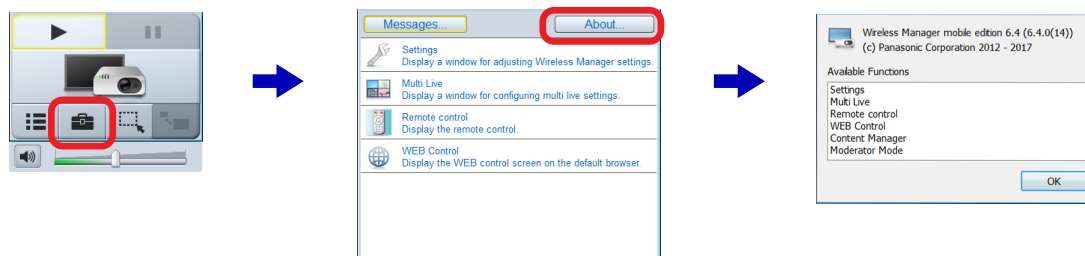 Messages...
About...
Settings
Display a window for adjusting Wireless Manager settings.
Multi Live
Display a window for configuring multi live settings.
Remote control
Display the remote control.
WEB Control
Display the WEB control screen on the default browser.
Wireless Manager mobile edition 6.4 (6.4.0(14))
(c) Panasonic Corporation 2012 - 2017
Available Functions
Settings
Multi Live
Remote control
WEB Control
Content Manager
Moderator Mode
OK